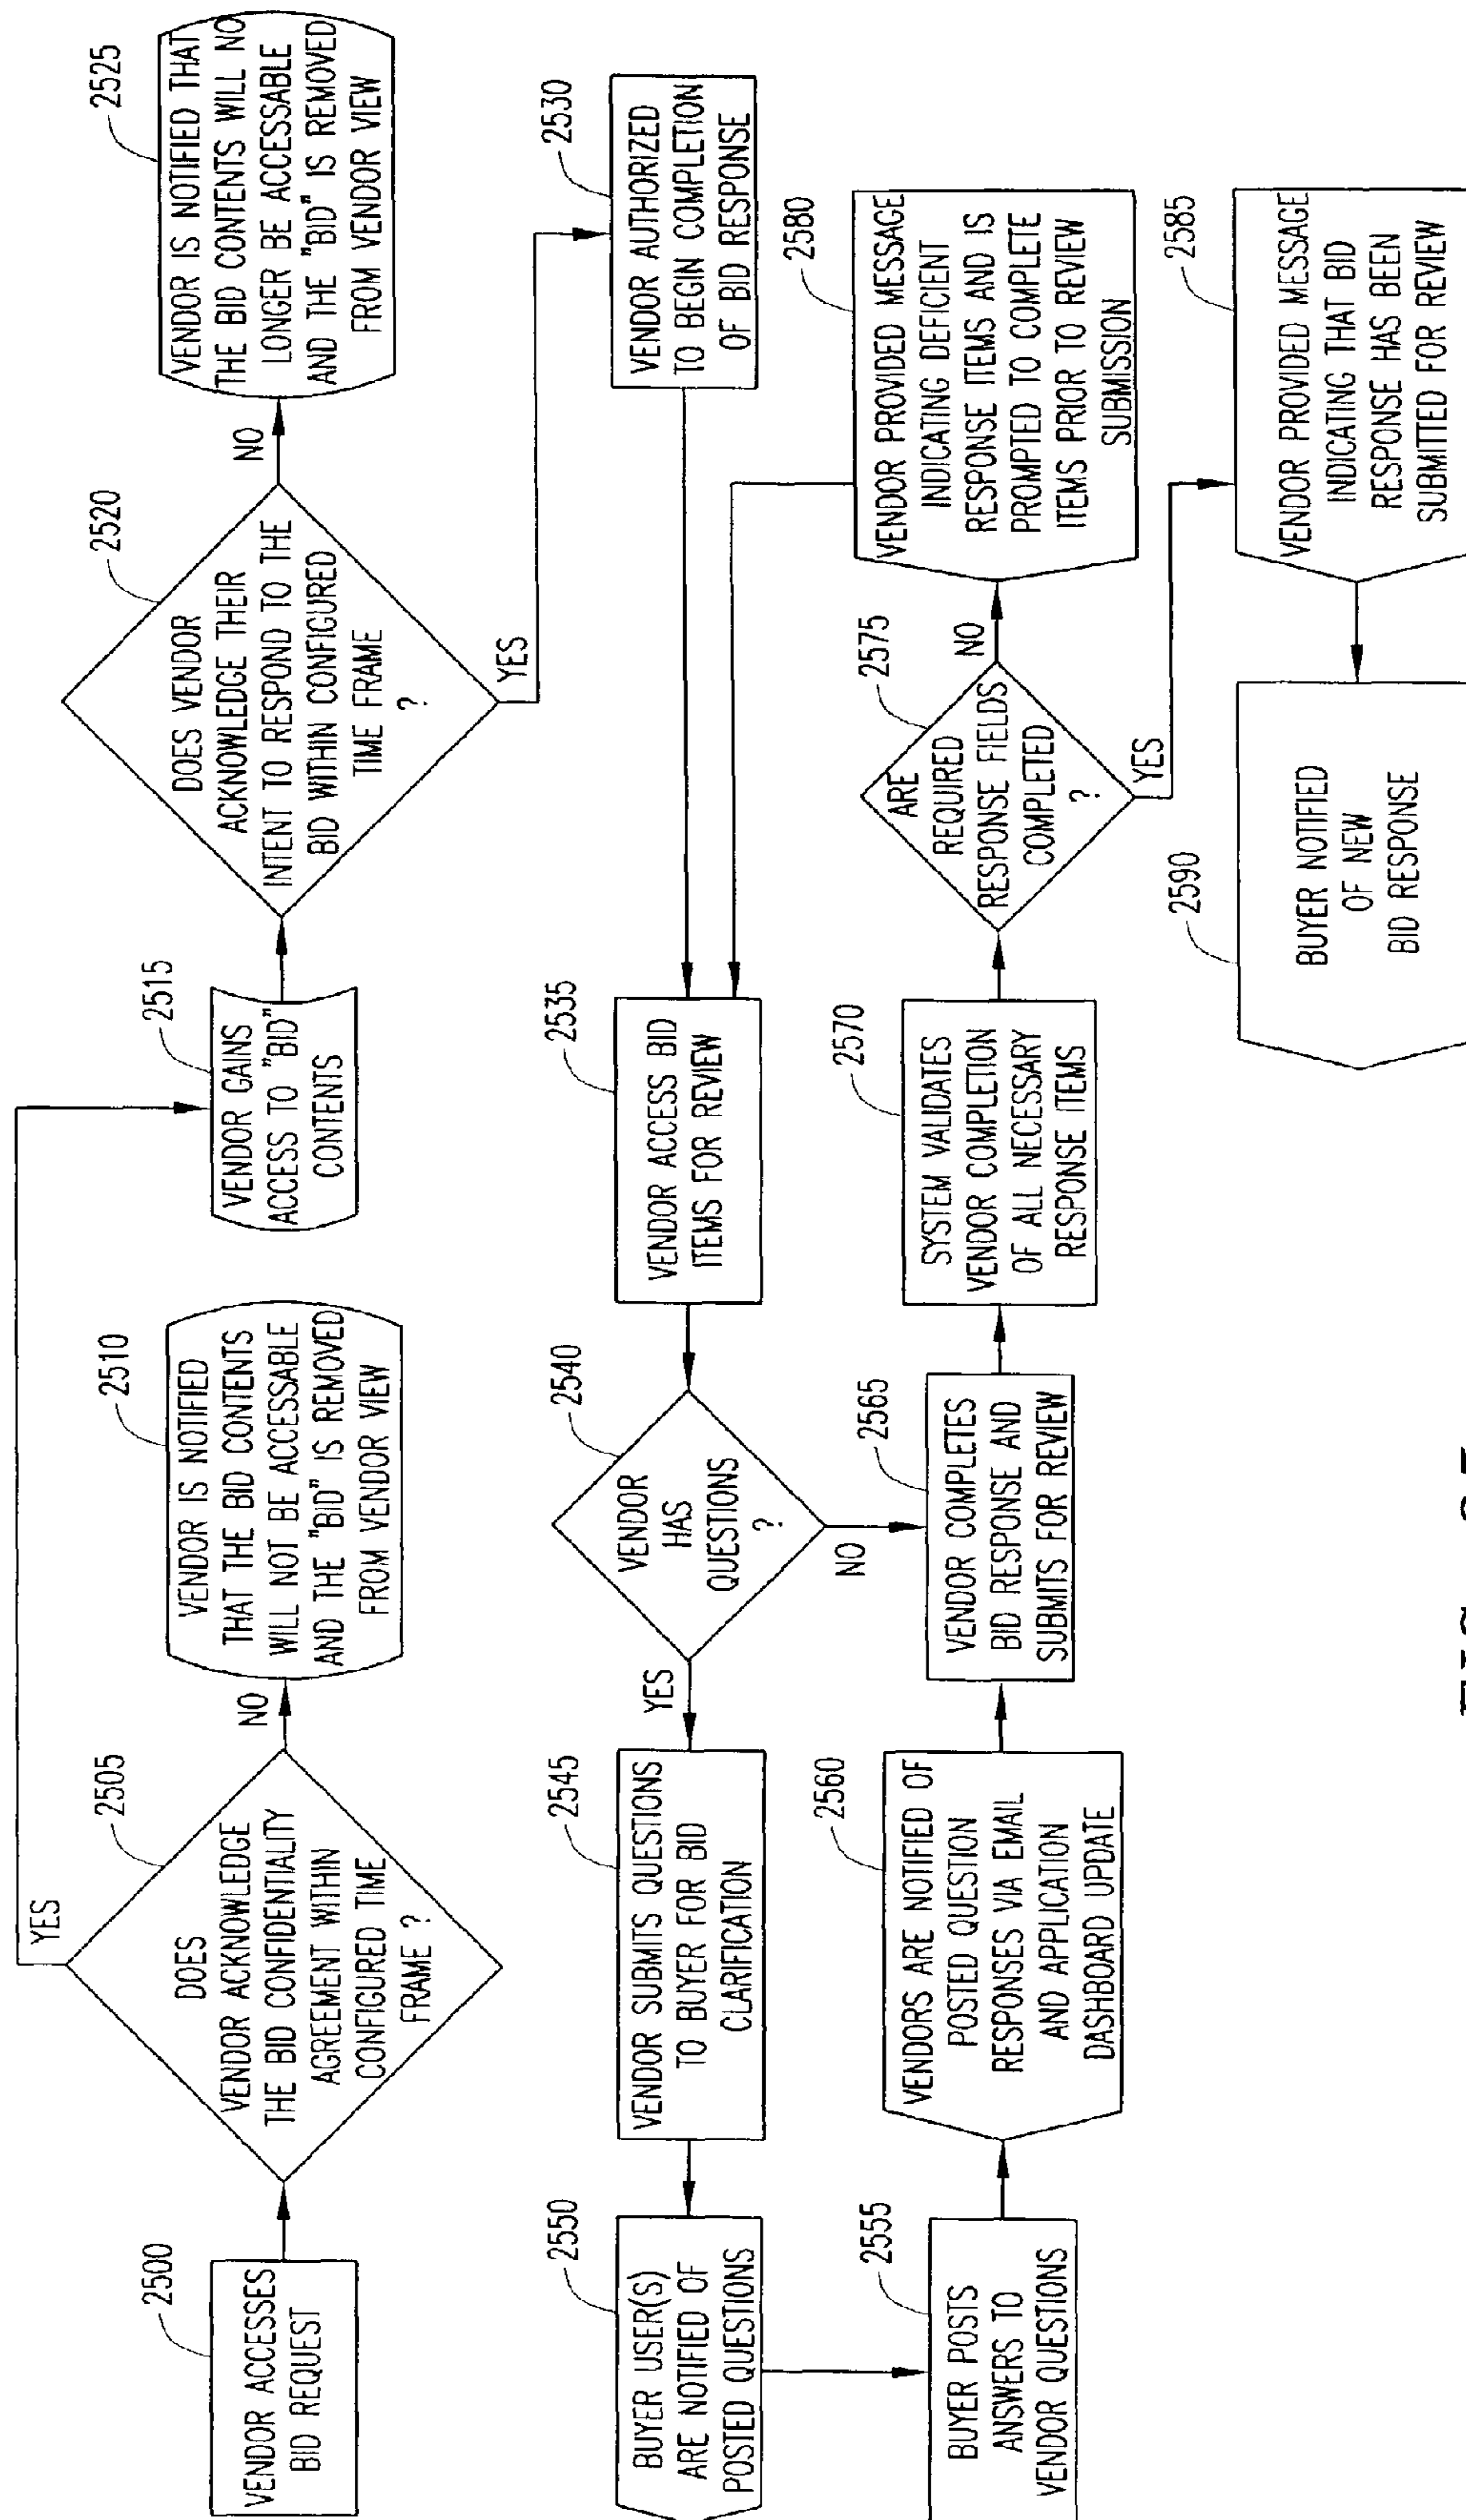 2500
VENDOR ACCESSES
BID REQUEST
2505
DOES
VENDOR ACKNOWLEDGE
THE BID CONFIDENTIALITY
AGREEMENT WITHIN
CONFIGURED TIME
FRAME ?
YES
NO
2510
VENDOR IS NOTIFIED
THAT THE BID CONTENTS
WILL NOT BE ACCESSABLE
AND THE "BID" IS REMOVED
FROM VENDOR VIEW
2515
VENDOR GAINS
ACCESS TO "BID"
CONTENTS
2520
DOES VENDOR
ACKNOWLEDGE THEIR
INTENT TO RESPOND TO THE
BID WITHIN CONFIGURED
TIME FRAME
?
NO
YES
2525
VENDOR IS NOTIFIED THAT
THE BID CONTENTS WILL NO
LONGER BE ACCESSABLE
AND THE "BID" IS REMOVED
FROM VENDOR VIEW
2530
VENDOR AUTHORIZED
TO BEGIN COMPLETION
OF BID RESPONSE
2535
VENDOR ACCESS BID
ITEMS FOR REVIEW
2540
VENDOR
HAS
QUESTIONS
?
YES
NO
2545
VENDOR SUBMITS QUESTIONS
TO BUYER FOR BID
CLARIFICATION
2550
BUYER USER(S)
ARE NOTIFIED OF
POSTED QUESTIONS
2555
BUYER POSTS
ANSWERS TO
VENDOR QUESTIONS
2560
VENDORS ARE NOTIFIED OF
POSTED QUESTION
RESPONSES VIA EMAIL
AND APPLICATION
DASHBOARD UPDATE
2565
VENDOR COMPLETES
BID RESPONSE AND
SUBMITS FOR REVIEW
2570
SYSTEM VALIDATES
VENDOR COMPLETION
OF ALL NECESSARY
RESPONSE ITEMS
2575
ARE
REQUIRED
RESPONSE FIELDS
COMPLETED
?
NO
YES
2580
VENDOR PROVIDED MESSAGE
INDICATING DEFICIENT
RESPONSE ITEMS AND IS
PROMPTED TO COMPLETE
ITEMS PRIOR TO REVIEW
SUBMISSION
2585
VENDOR PROVIDED MESSAGE
INDICATING THAT BID
RESPONSE HAS BEEN
SUBMITTED FOR REVIEW
2590
BUYER NOTIFIED
OF NEW
BID RESPONSE